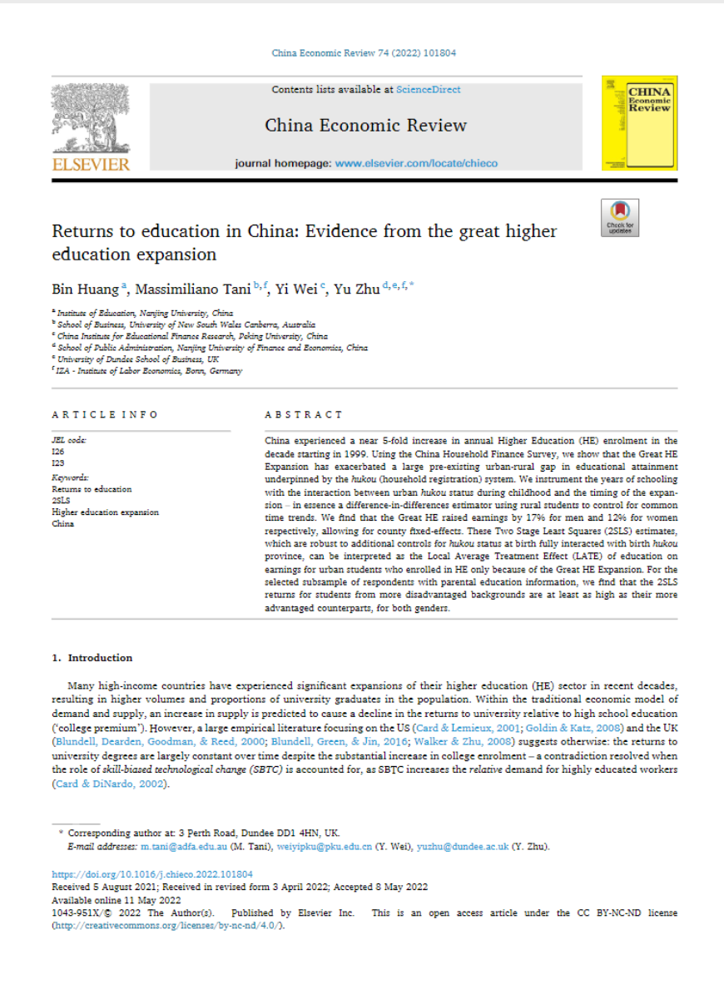 China Economic Review 74 (2022) 101804
Contents lists available at ScienceDirect
China Economic Review
journal homepage: www.elsevier.com/locate/chieco
ELSEVIER
CHINA
Economic
Review
Check for
updates
Returns to education in China: Evidence from the great higher
education expansion
Bin Huang a, Massimiliano Tani b,f, Yi Wei c, Yu Zhu d,e,f,*
a Institute of Education, Nanjing University, China
b School of Business, University of New South Wales Canberra, Australia
c China Institute for Educational Finance Research, Peking University, China
d School of Public Administration, Nanjing University of Finance and Economics, China
e University of Dundee School of Business, UK
f IZA - Institute of Labor Economics, Bonn, Germany
ARTICLE INFO
JEL code:
I26
I23
Keywords:
Returns to education
2SLS
Higher education expansion
China
ABSTRACT
China experienced a near 5-fold increase in annual Higher Education (HE) enrolment in the
decade starting in 1999. Using the China Household Finance Survey, we show that the Great HE
Expansion has exacerbated a large pre-existing urban-rural gap in educational attainment
underpinned by the hukou (household registration) system. We instrument the years of schooling
with the interaction between urban hukou status during childhood and the timing of the expan-
sion – in essence a difference-in-differences estimator using rural students to control for common
time trends. We find that the Great HE raised earnings by 17% for men and 12% for women
respectively, allowing for county fixed-effects. These Two Stage Least Squares (2SLS) estimates,
which are robust to additional controls for hukou status at birth fully interacted with birth hukou
province, can be interpreted as the Local Average Treatment Effect (LATE) of education on
earnings for urban students who enrolled in HE only because of the Great HE Expansion. For the
selected subsample of respondents with parental education information, we find that the 2SLS
returns for students from more disadvantaged backgrounds are at least as high as their more
advantaged counterparts, for both genders.
1. Introduction
Many high-income countries have experienced significant expansions of their higher education (HE) sector in recent decades,
resulting in higher volumes and proportions of university graduates in the population. Within the traditional economic model of
demand and supply, an increase in supply is predicted to cause a decline in the returns to university relative to high school education
(‘college premium’). However, a large empirical literature focusing on the US (Card & Lemieux, 2001; Goldin & Katz, 2008) and the UK
(Blundell, Dearden, Goodman, & Reed, 2000; Blundell, Green, & Jin, 2016; Walker & Zhu, 2008) suggests otherwise: the returns to
university degrees are largely constant over time despite the substantial increase in college enrolment – a contradiction resolved when
the role of skill-biased technological change (SBTC) is accounted for, as SBTC increases the relative demand for highly educated workers
(Card & DiNardo, 2002).
* Corresponding author at: 3 Perth Road, Dundee DD1 4HN, UK.
E-mail addresses: m.tani@adfa.edu.au (M. Tani), weiyipku@pku.edu.cn (Y. Wei), yuzhu@dundee.ac.uk (Y. Zhu).
https://doi.org/10.1016/j.chieco.2022.101804
Received 5 August 2021; Received in revised form 3 April 2022; Accepted 8 May 2022
Available online 11 May 2022
1043-951X/© 2022 The Author(s). Published by Elsevier Inc. This is an open access article under the CC BY-NC-ND license
(http://creativecommons.org/licenses/by-nc-nd/4.0/).